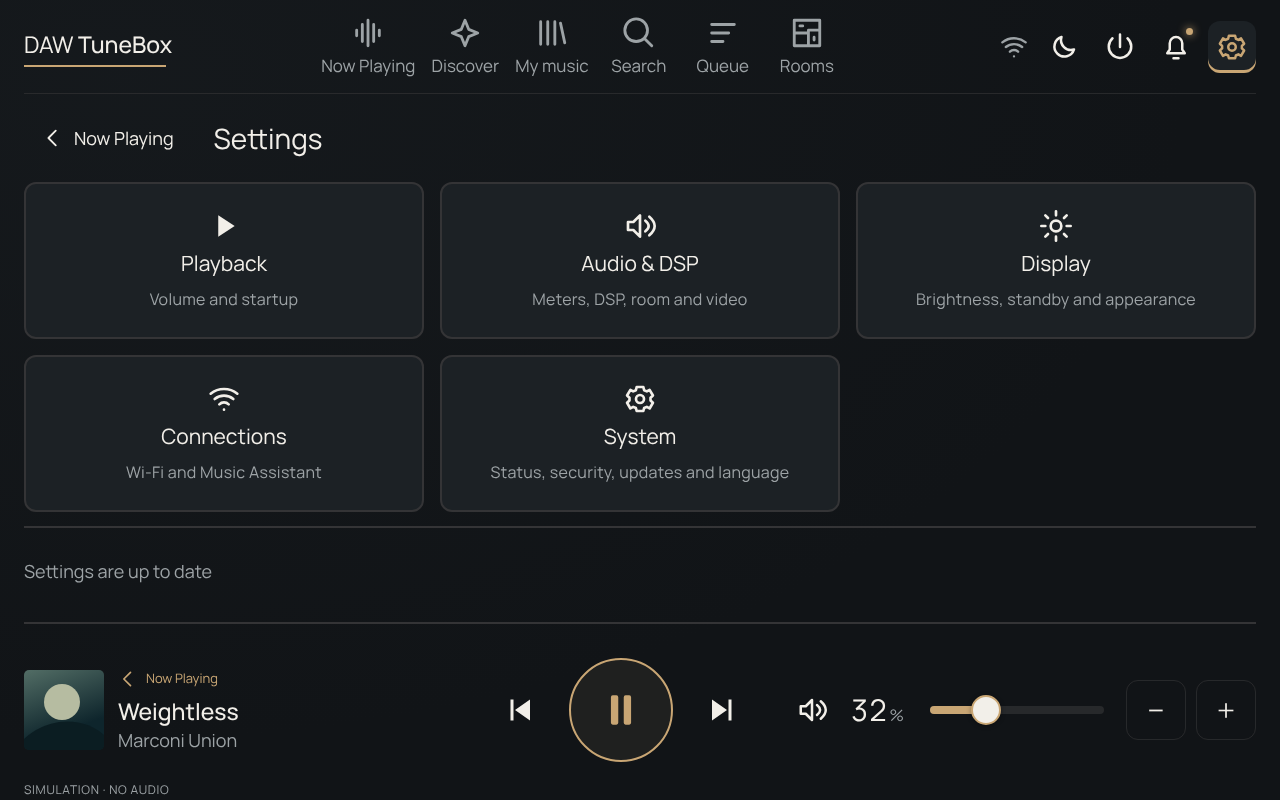 DAW TuneBox
Now Playing
Discover
My music
Search
Queue
Rooms
Now Playing
Settings
Playback
Volume and startup
Audio & DSP
Meters, DSP, room and video
Display
Brightness, standby and appearance
Connections
Wi-Fi and Music Assistant
System
Status, security, updates and language
Settings are up to date
Now Playing
Weightless
Marconi Union
32%
SIMULATION · NO AUDIO